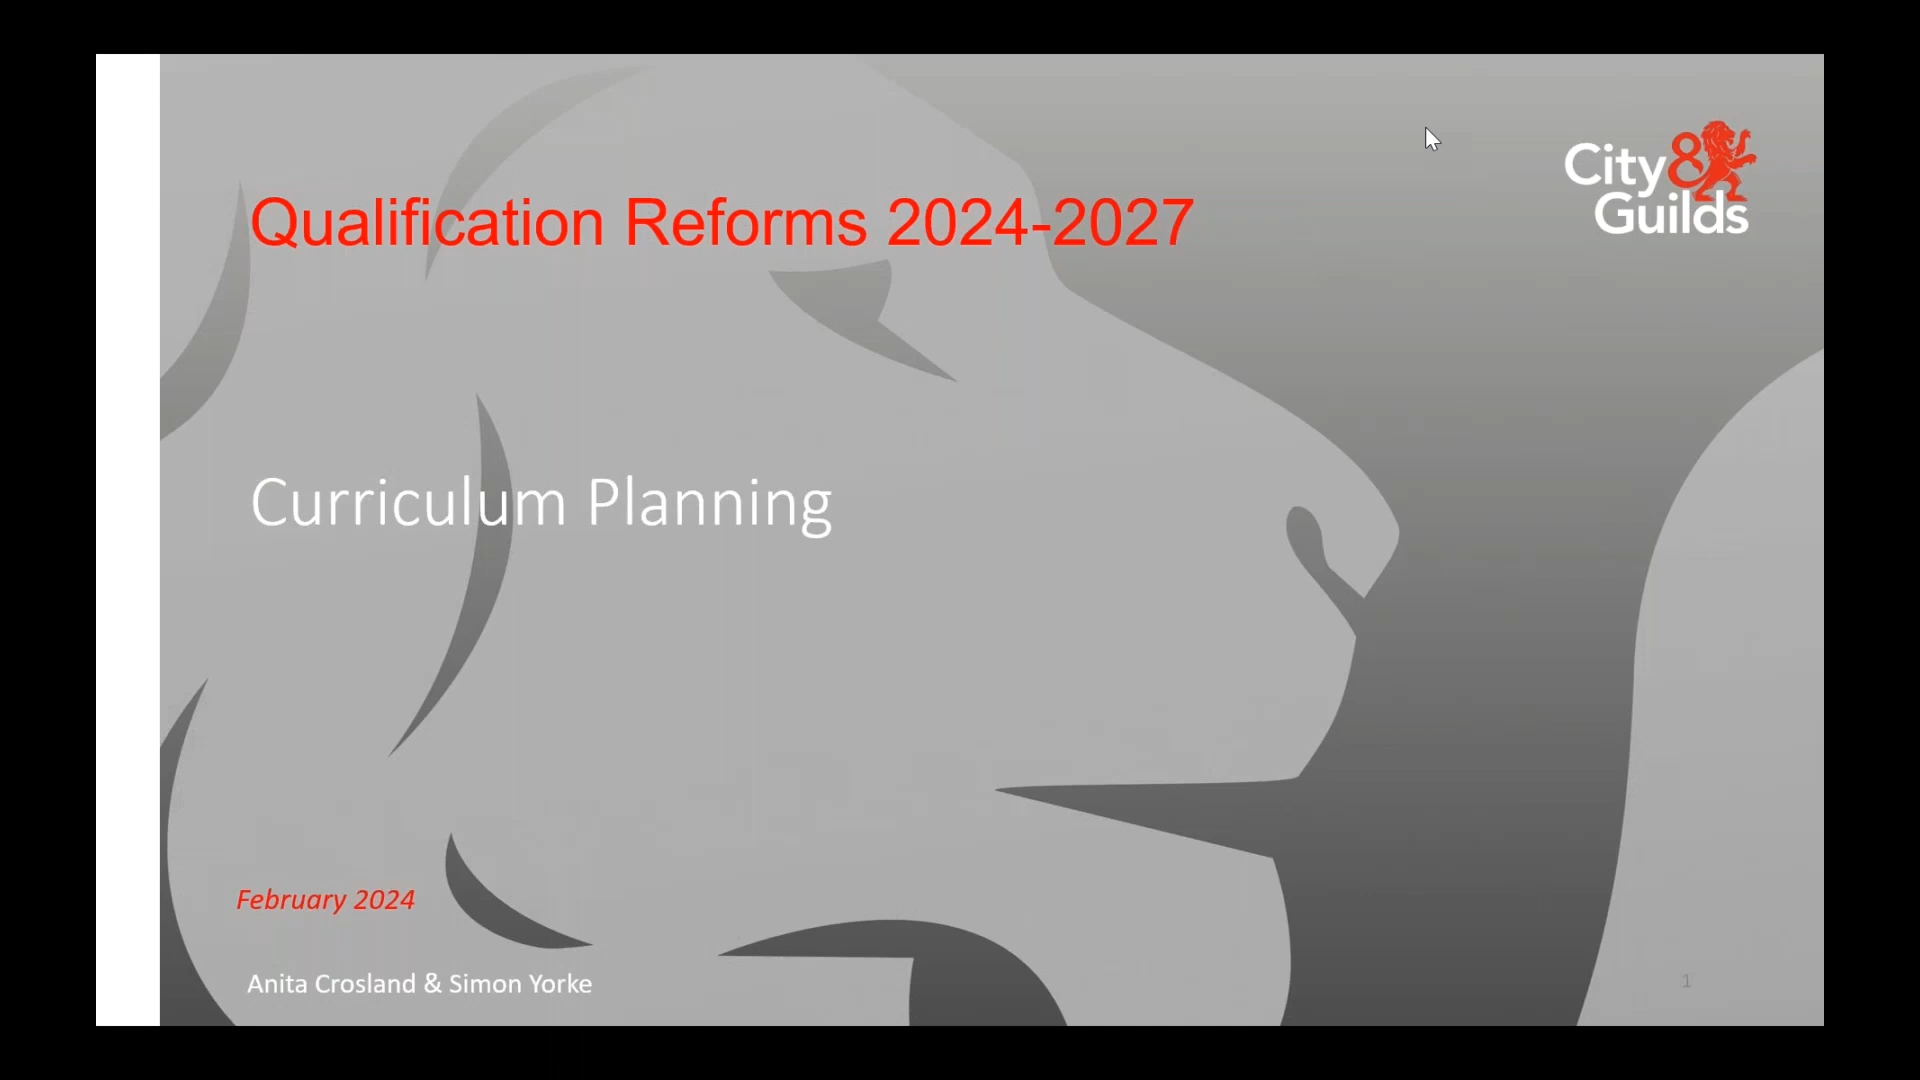 City &
Guilds
Qualification Reforms 2024-2027
Curriculum Planning
February 2024
Anita Crosland & Simon Yorke
1